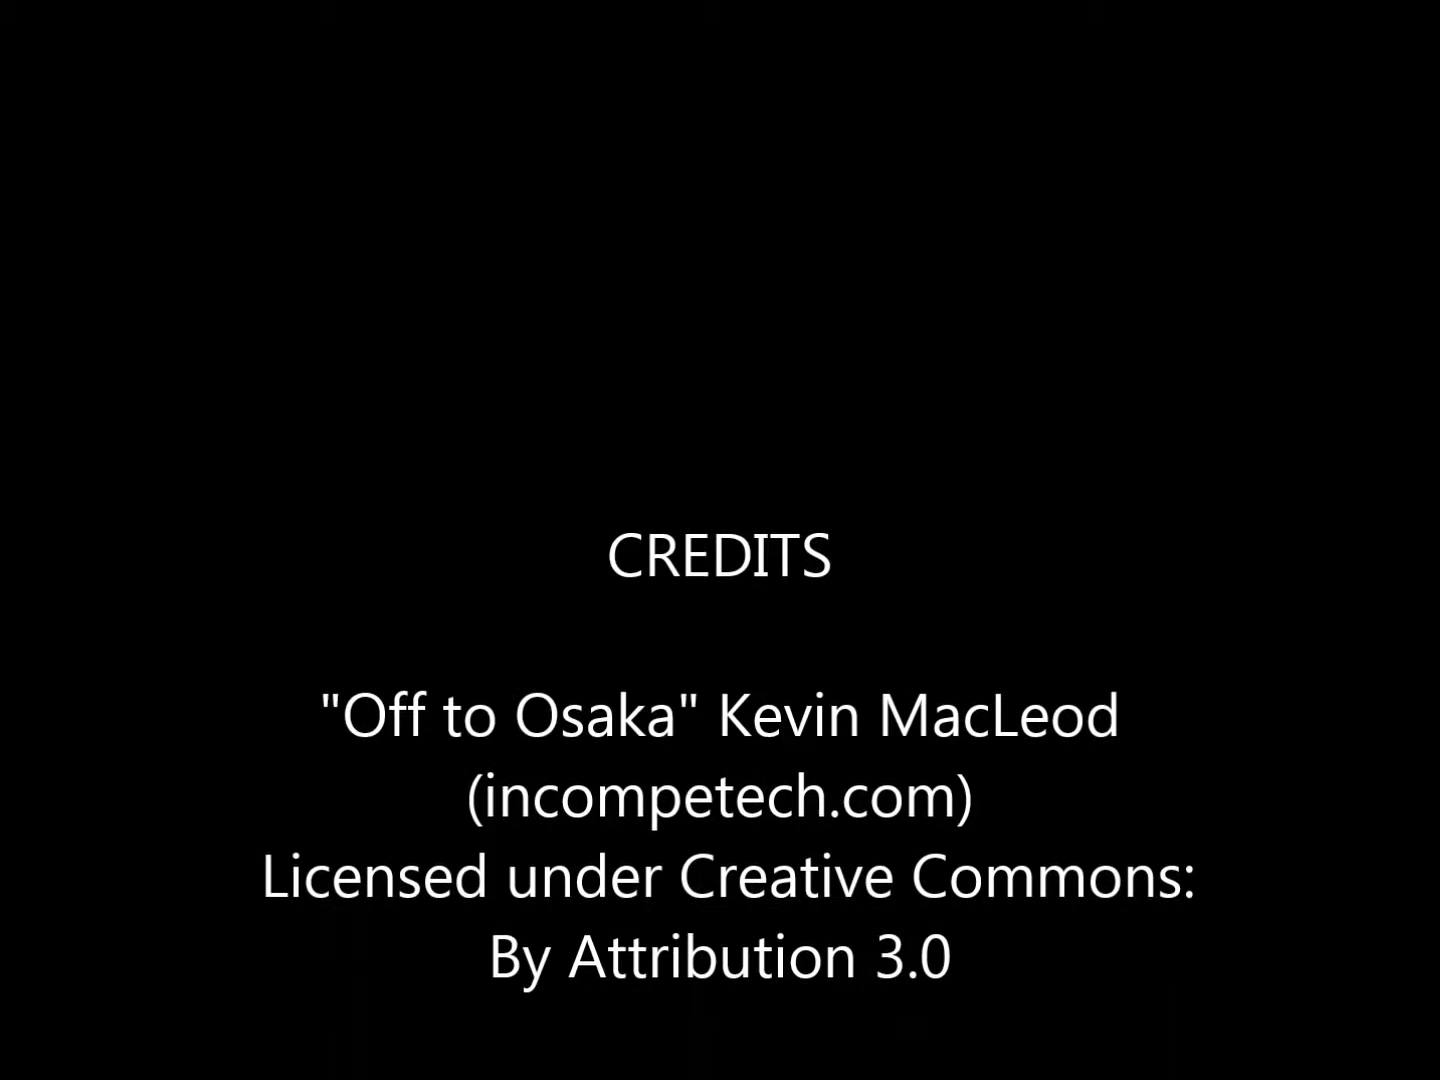 CREDITS
"Off to Osaka" Kevin MacLeod
(incompetech.com)
Licensed under Creative Commons:
By Attribution 3.0